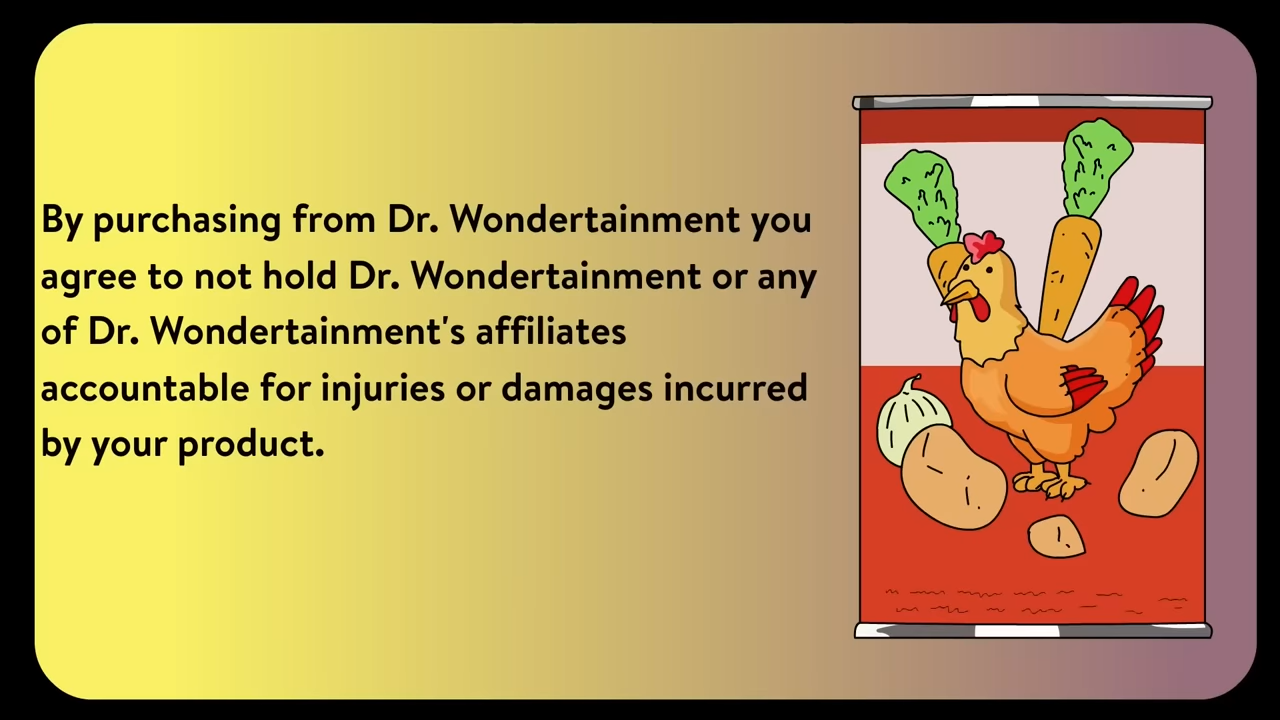 By purchasing from Dr. Wondertainment you
agree to not hold Dr. Wondertainment or any
of Dr. Wondertainment's affiliates
accountable for injuries or damages incurred
by your product.